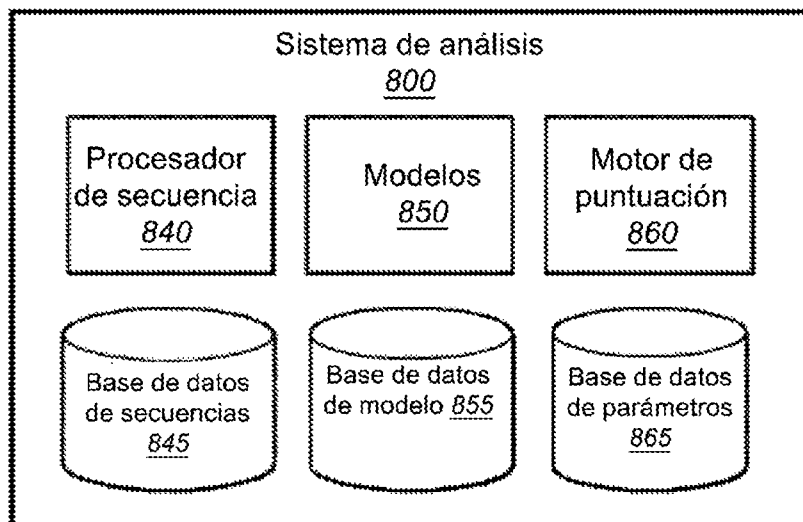 Sistema de análisis
800
Procesador
de secuencia
840
Modelos
850
Motor de
puntuación
860
Base de datos
de secuencias
845
Base de datos
de modelo 855
Base de datos
de parámetros
865